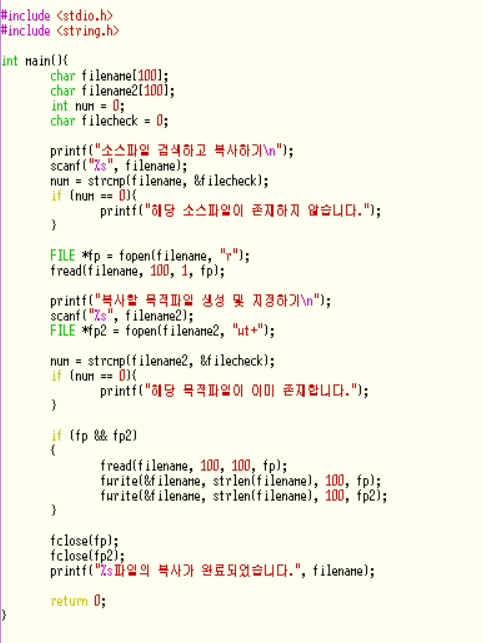 #include <stdio.h>
#include <string.h>

int main(){
        char filename[100];
        char filename2[100];
        int num = 0;
        char filecheck = 0;

        printf("소스파일 검색하고 복사하기\n");
        scanf("%s", filename);
        num = strcmp(filename, &filecheck);
        if (num == 0){
                printf("해당 소스파일이 존재하지 않습니다.");
        }

        FILE *fp = fopen(filename, "r");
        fread(filename, 100, 1, fp);

        printf("복사할 목적파일 생성 및 지정하기\n");
        scanf("%s", filename2);
        FILE *fp2 = fopen(filename2, "wt+");

        num = strcmp(filename2, &filecheck);
        if (num == 0){
                printf("해당 목적파일이 이미 존재합니다.");
        }

        if (fp && fp2)
        {
                fread(filename, 100, 100, fp);
                fwrite(&filename, strlen(filename), 100, fp);
                fwrite(&filename, strlen(filename), 100, fp2);
        }

        fclose(fp);
        fclose(fp2);
        printf("%s파일의 복사가 완료되었습니다.", filename);

        return 0;
}